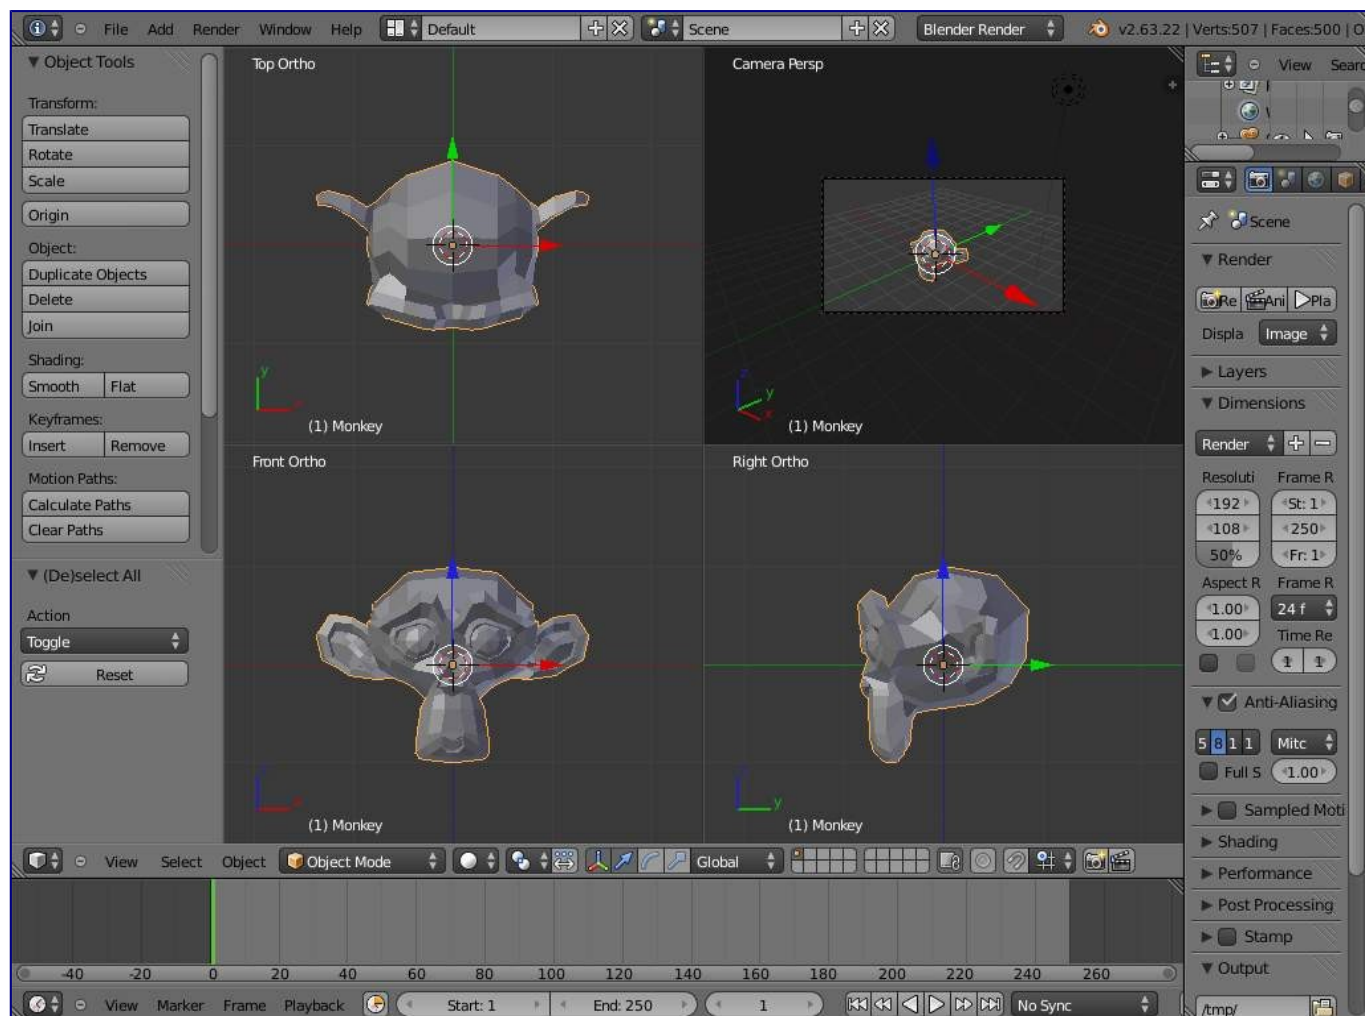 File Add Render Window Help Default Scene Blender Render v2.63.22 | Verts:507 | Faces:500 | O
Object Tools
Transform:
Translate
Rotate
Scale
Origin
Object:
Duplicate Objects
Delete
Join
Shading:
Smooth Flat
Keyframes:
Insert Remove
Motion Paths:
Calculate Paths
Clear Paths
(De)select All
Action
Toggle
Reset
Top Ortho
y
x
(1) Monkey
Camera Persp
z
y
x
(1) Monkey
Front Ortho
z
x
(1) Monkey
Right Ortho
z
y
(1) Monkey
View Select Object Object Mode Global
-40 -20 0 20 40 60 80 100 120 140 160 180 200 220 240 260
View Marker Frame Playback Start: 1 End: 250 1 No Sync
View Searc
Scene
Render
Re Ani Pla
Displa Image
Layers
Dimensions
Render
Resoluti Frame R
192 St: 1
108 250
50% Fr: 1
Aspect R Frame R
1.00 24 f
1.00 Time Re
1 1
Anti-Aliasing
5 8 1 1 Mitc
Full S 1.00
Sampled Moti
Shading
Performance
Post Processing
Stamp
Output
/tmp/